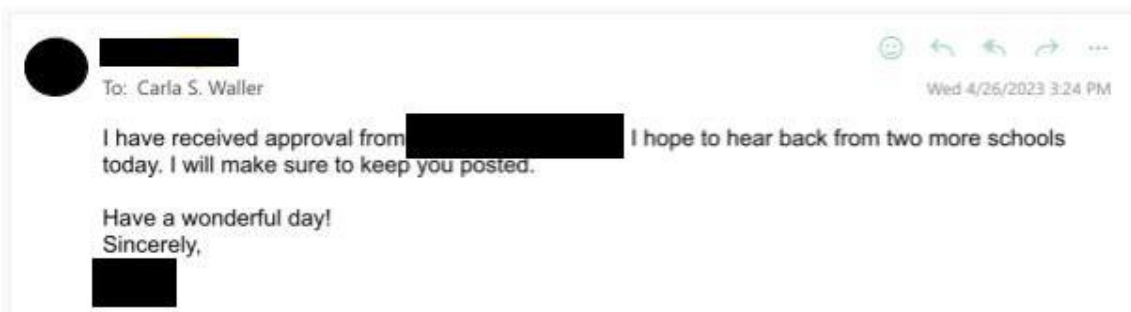 To: Carla S. Waller
Wed 4/26/2023 3:24 PM
I have received approval from I hope to hear back from two more schools
today. I will make sure to keep you posted.
Have a wonderful day!
Sincerely,